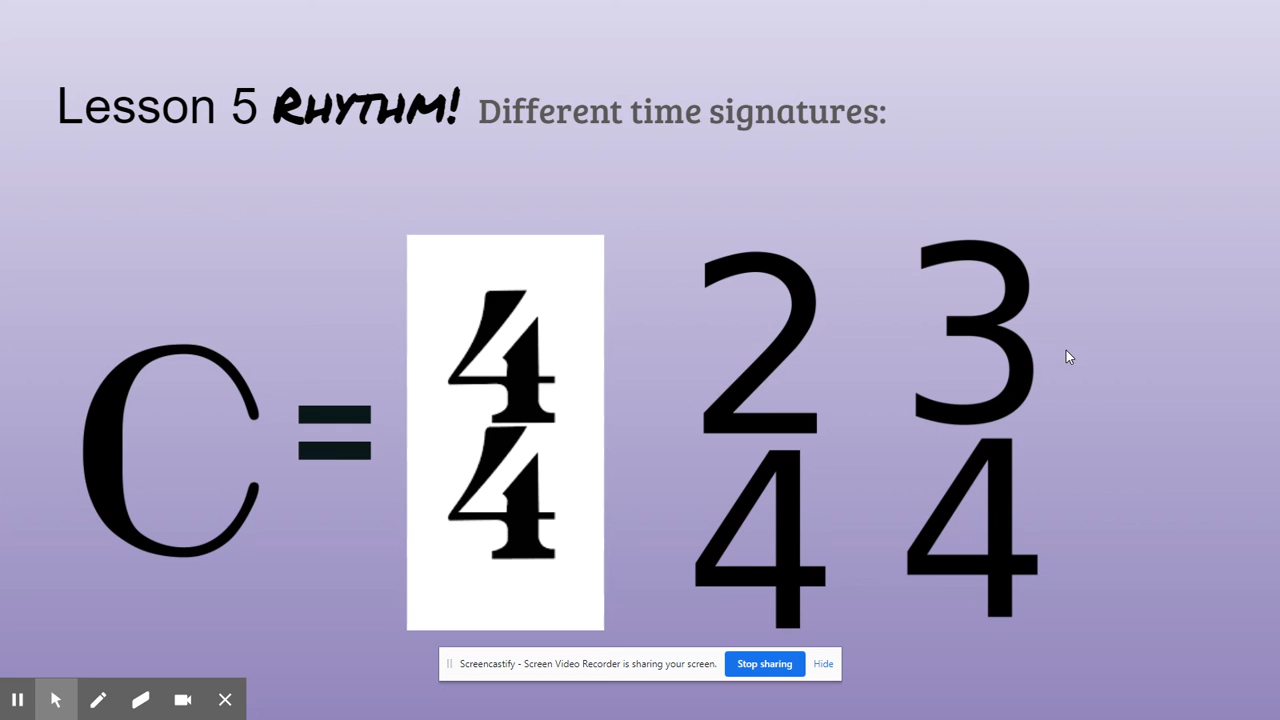 Lesson 5 RHYTHM! Different time signatures:
C = 4 2 3
4 4 4
Screencastify - Screen Video Recorder is sharing your screen. Stop sharing Hide